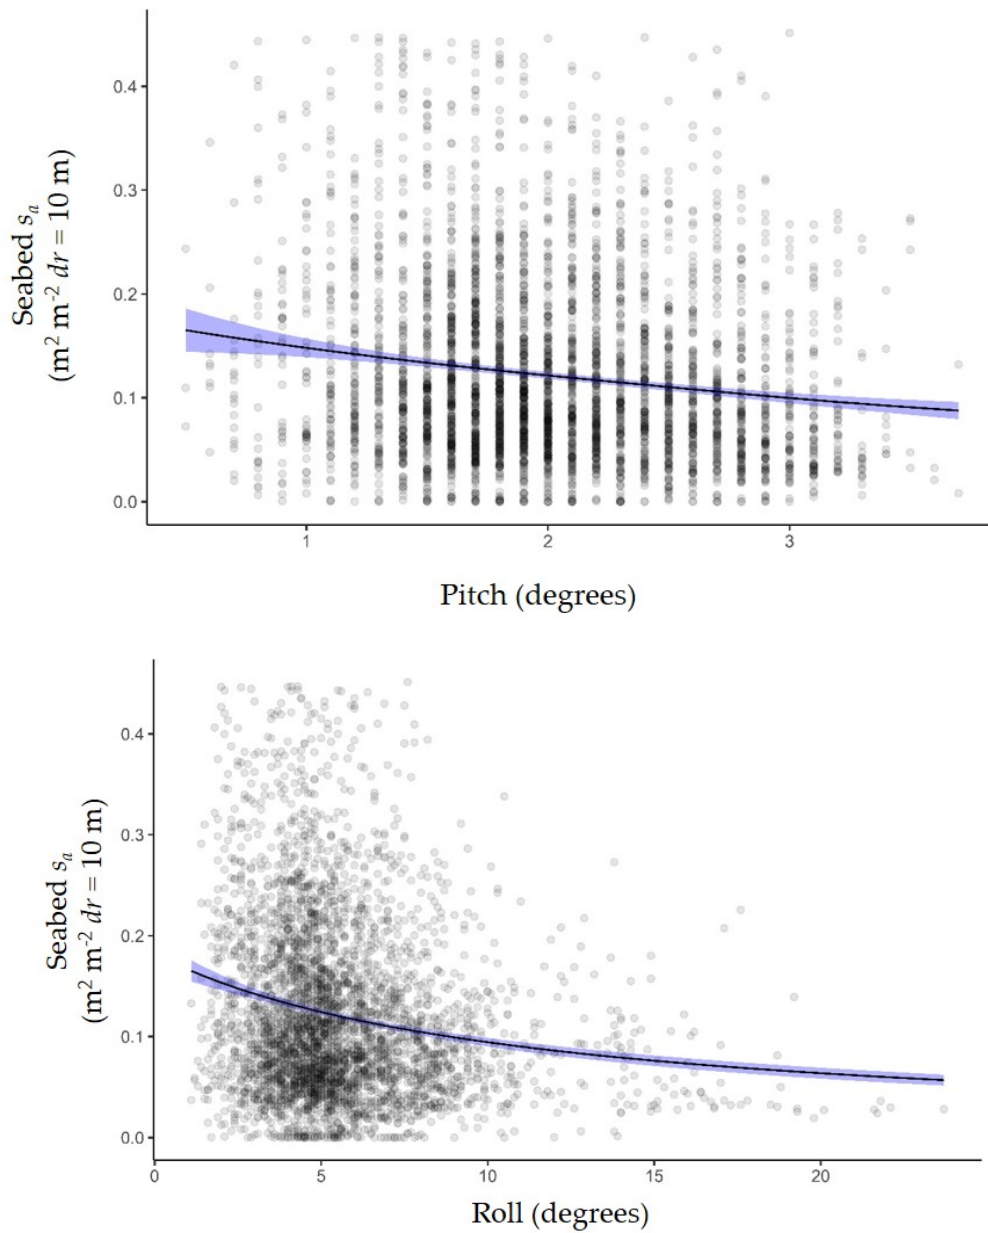 0.4
0.3
0.2
0.1
0.0
Seabed sₐ
(m² m⁻² dr = 10 m)
1 2 3
Pitch (degrees)
0.4
0.3
0.2
0.1
0.0
Seabed sₐ
(m² m⁻² dr = 10 m)
0 5 10 15 20
Roll (degrees)